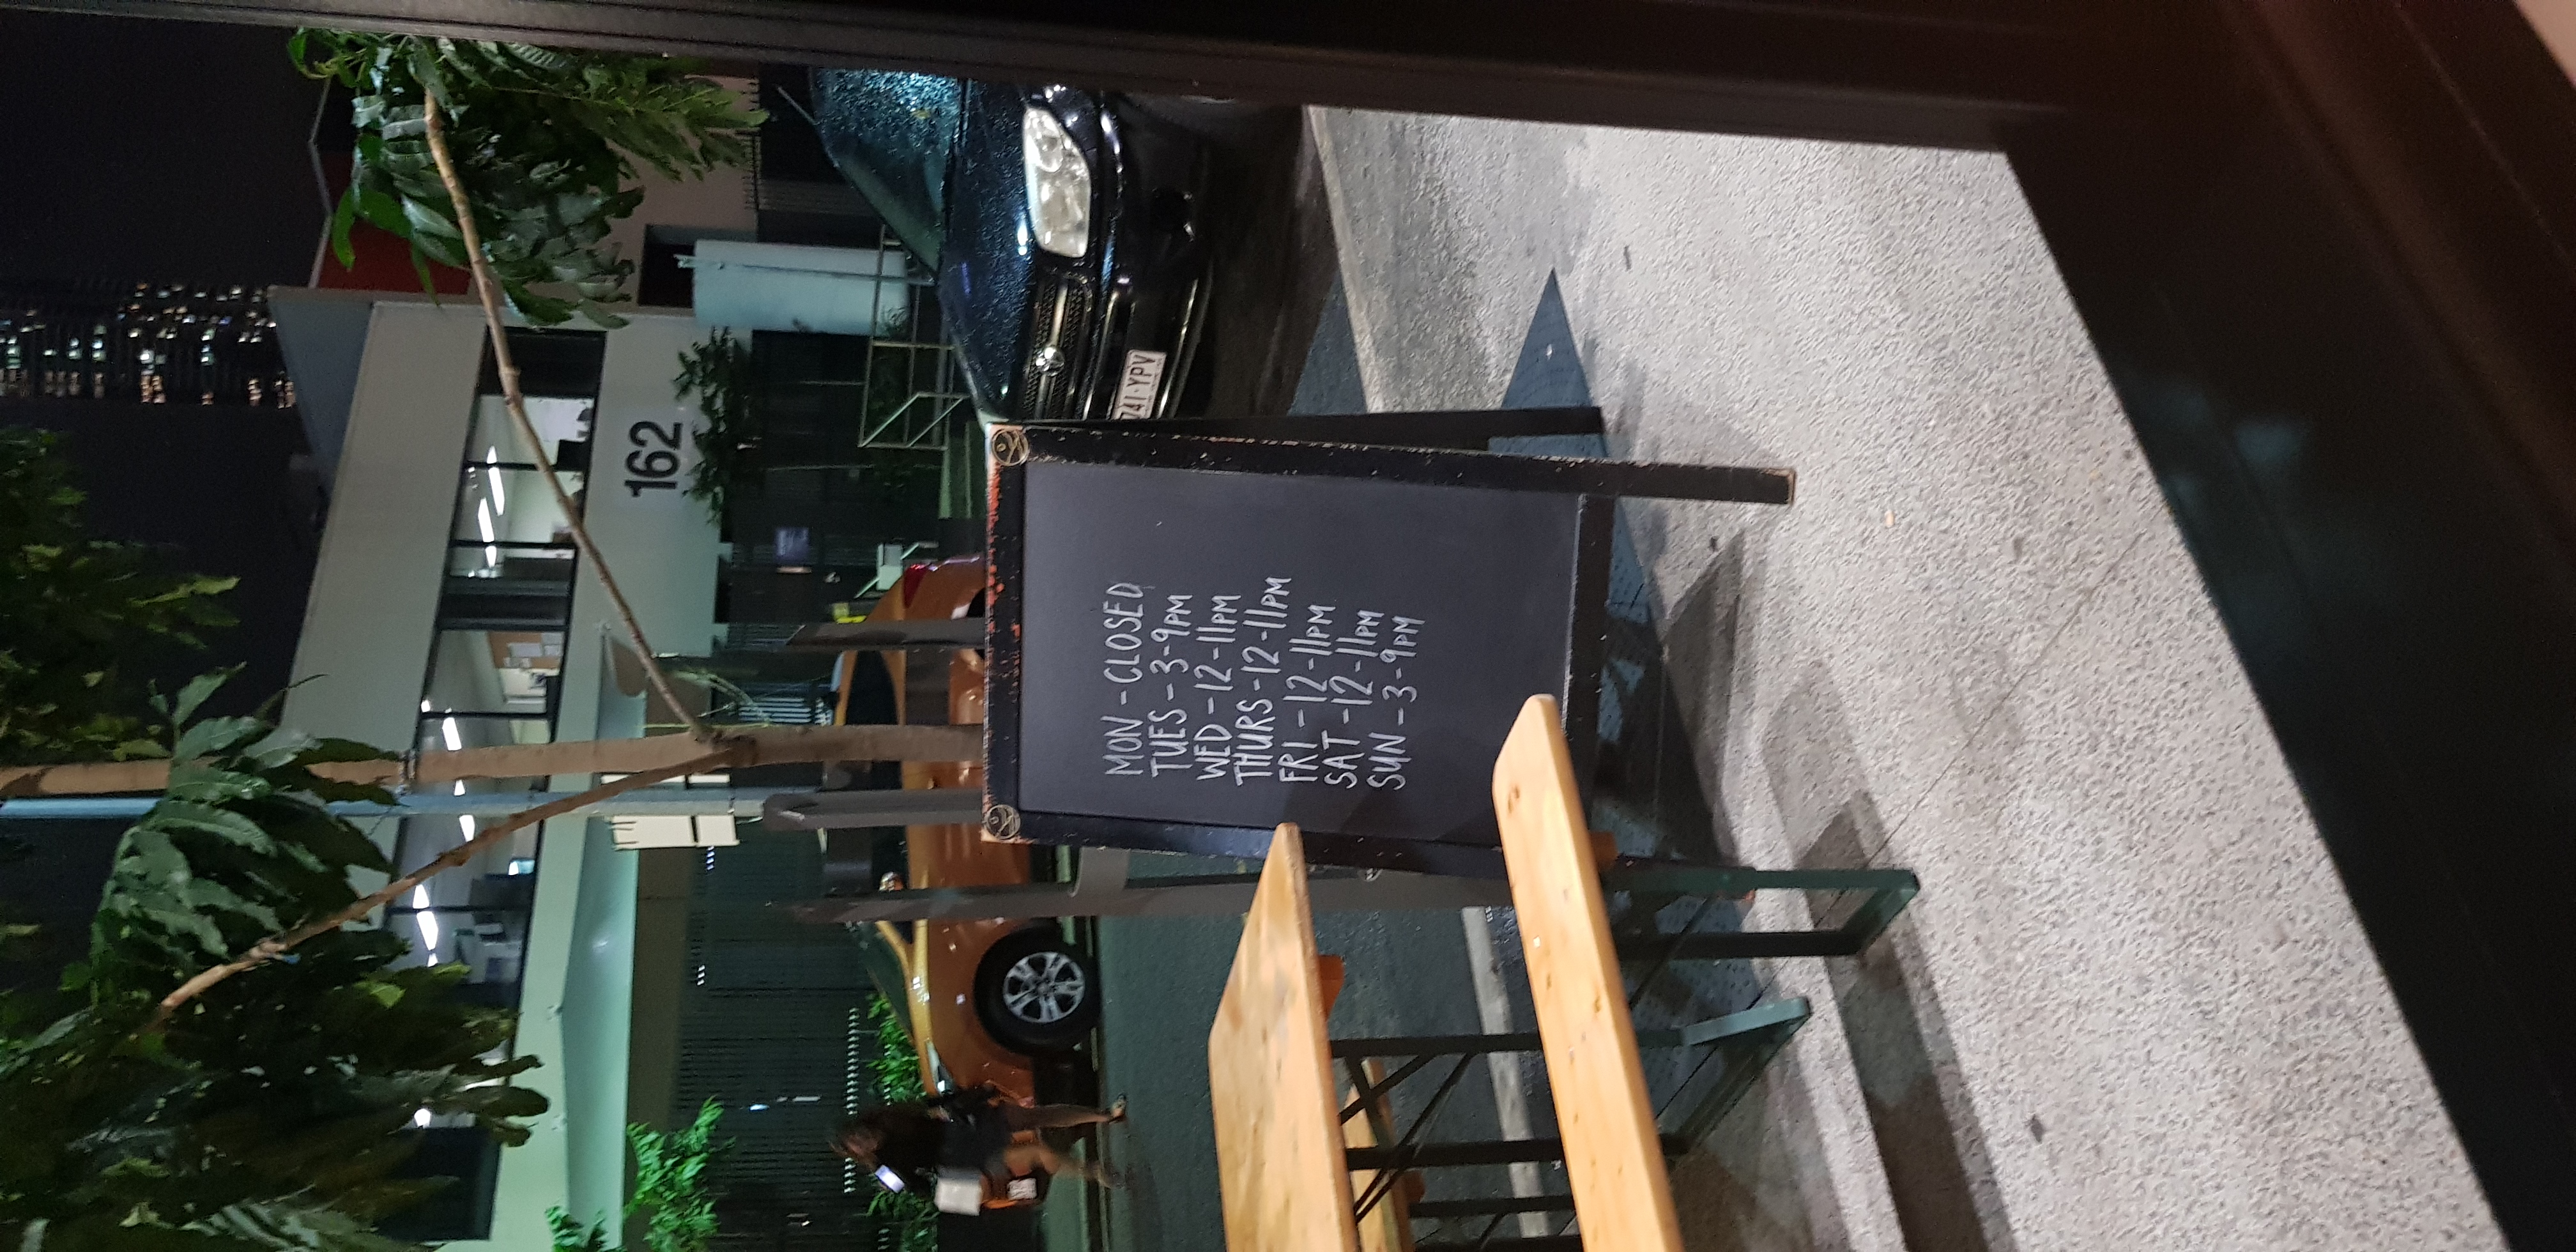 162
MON - CLOSED
TUES - 3-9PM
WED - 12-11PM
THURS - 12-11PM
FRI - 12-11PM
SAT - 12-11PM
SUN - 3-9PM
741·YPV